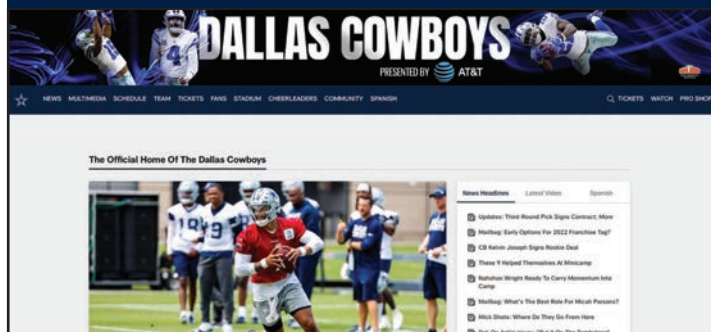 DALLAS COWBOYS
PRESENTED BY AT&T
NEWS MULTIMEDIA SCHEDULE TEAM TICKETS FANS STADIUM CHEERLEADERS COMMUNITY SPANISH TICKETS WATCH PRO SHOP
The Official Home Of The Dallas Cowboys
News Headlines Latest Video Spanish
Updates: Third-Round Pick Signs Contract; More
Mailbag: Early Options For 2022 Franchise Tag?
CB Kelvin Joseph Signs Rookie Deal
These 9 Helped Themselves At Minicamp
Nahshon Wright Ready To Carry Momentum Into
Camp
Mailbag: What's The Best Role For Micah Parsons?
Mick Shots: Where Do They Go From Here